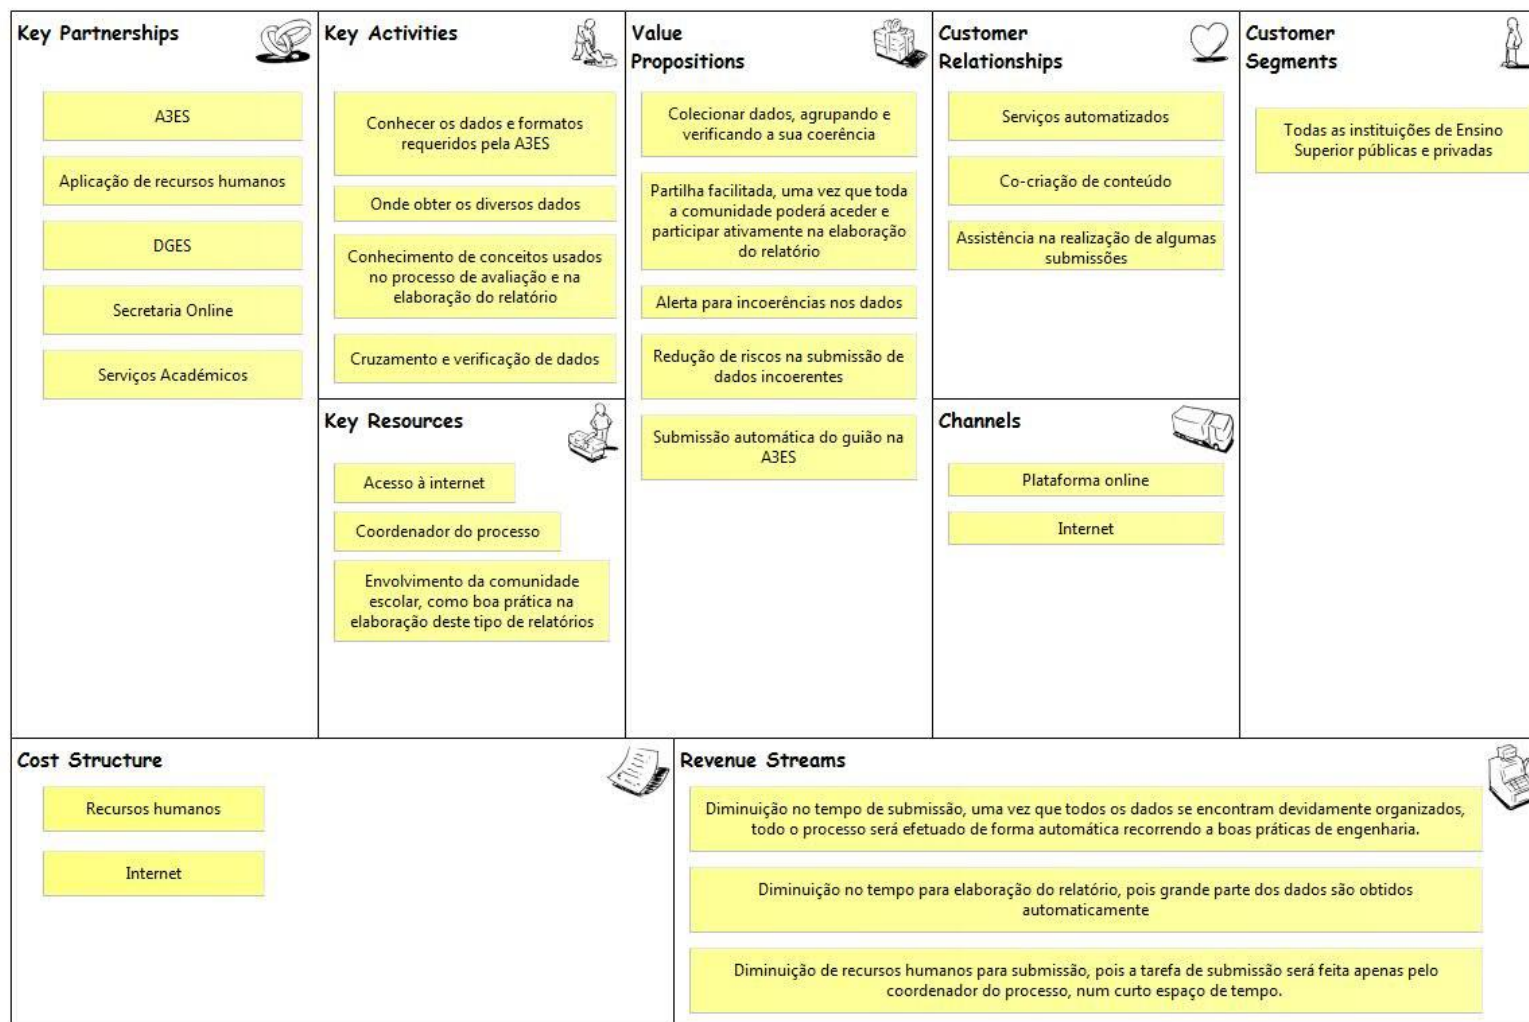 Key Partnerships
A3ES
Aplicação de recursos humanos
DGES
Secretaria Online
Serviços Académicos
Key Activities
Conhecer os dados e formatos
requeridos pela A3ES
Onde obter os diversos dados
Conhecimento de conceitos usados
no processo de avaliação e na
elaboração do relatório
Cruzamento e verificação de dados
Key Resources
Acesso à internet
Coordenador do processo
Envolvimento da comunidade
escolar, como boa prática na
elaboração deste tipo de relatórios
Value
Propositions
Colecionar dados, agrupando e
verificando a sua coerência
Partilha facilitada, uma vez que toda
a comunidade poderá aceder e
participar ativamente na elaboração
do relatório
Alerta para incoerências nos dados
Redução de riscos na submissão de
dados incoerentes
Submissão automática do guião na
A3ES
Customer
Relationships
Serviços automatizados
Co-criação de conteúdo
Assistência na realização de algumas
submissões
Channels
Plataforma online
Internet
Customer
Segments
Todas as instituições de Ensino
Superior públicas e privadas
Cost Structure
Recursos humanos
Internet
Revenue Streams
Diminuição no tempo de submissão, uma vez que todos os dados se encontram devidamente organizados,
todo o processo será efetuado de forma automática recorrendo a boas práticas de engenharia.
Diminuição no tempo para elaboração do relatório, pois grande parte dos dados são obtidos
automaticamente
Diminuição de recursos humanos para submissão, pois a tarefa de submissão será feita apenas pelo
coordenador do processo, num curto espaço de tempo.